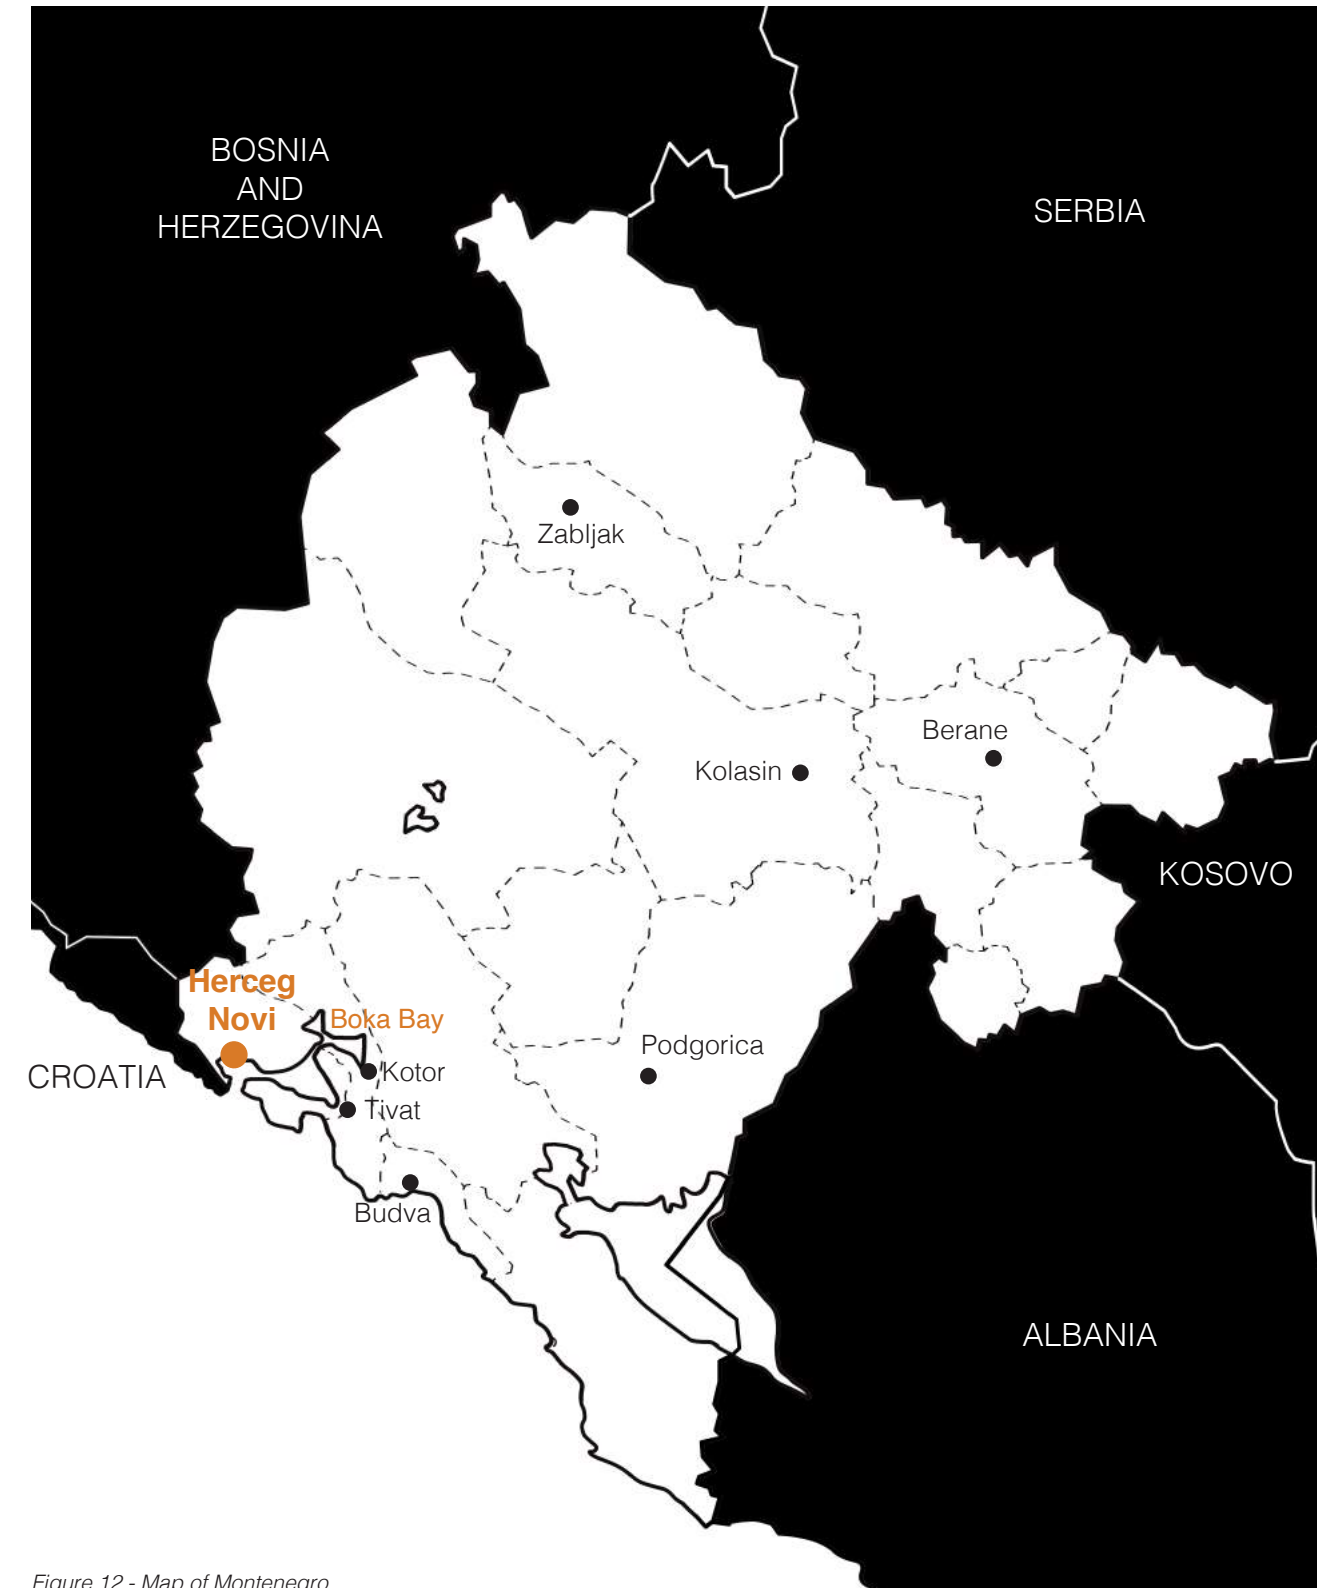 BOSNIA
AND
HERZEGOVINA
SERBIA
Zabljak
Berane
Kolasin
KOSOVO
Herceg
Novi
Boka Bay
Podgorica
Kotor
CROATIA
Tivat
Budva
ALBANIA
Figure 12 - Map of Montenegro